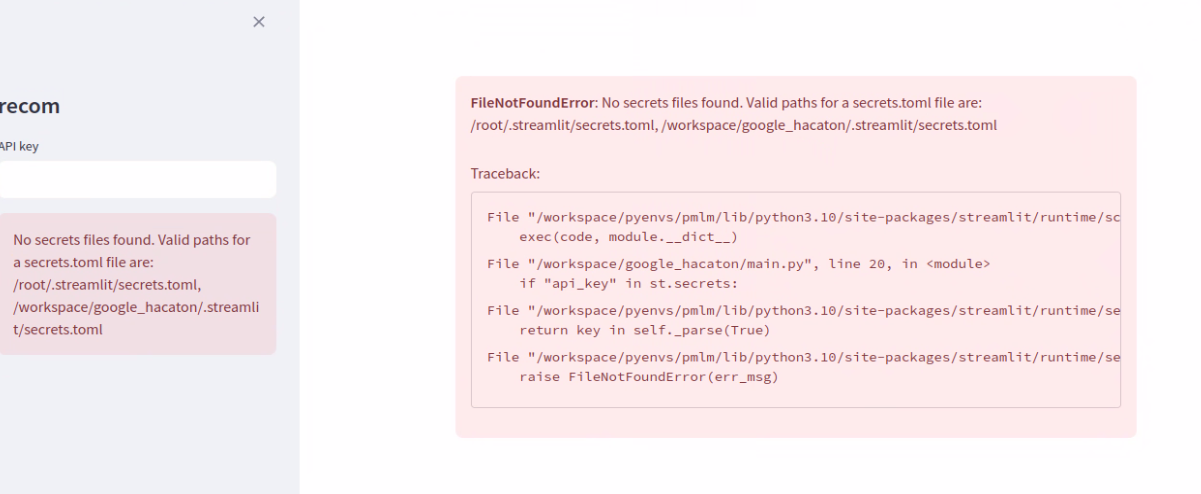 recom
API key
No secrets files found. Valid paths for
a secrets.toml file are:
/root/.streamlit/secrets.toml,
/workspace/google_hacaton/.streamli
t/secrets.toml
FileNotFoundError: No secrets files found. Valid paths for a secrets.toml file are:
/root/.streamlit/secrets.toml, /workspace/google_hacaton/.streamlit/secrets.toml
Traceback:
File "/workspace/pyenvs/pmlm/lib/python3.10/site-packages/streamlit/runtime/sc
exec(code, module.__dict__)
File "/workspace/google_hacaton/main.py", line 20, in <module>
if "api_key" in st.secrets:
File "/workspace/pyenvs/pmlm/lib/python3.10/site-packages/streamlit/runtime/se
return key in self._parse(True)
File "/workspace/pyenvs/pmlm/lib/python3.10/site-packages/streamlit/runtime/se
raise FileNotFoundError(err_msg)